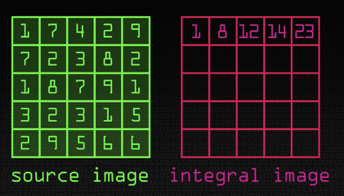 1 7 4 2 9 1 8 12 14 23
7 2 3 8 2
1 8 7 9 1
3 2 3 1 5
2 9 5 6 6
source image integral image